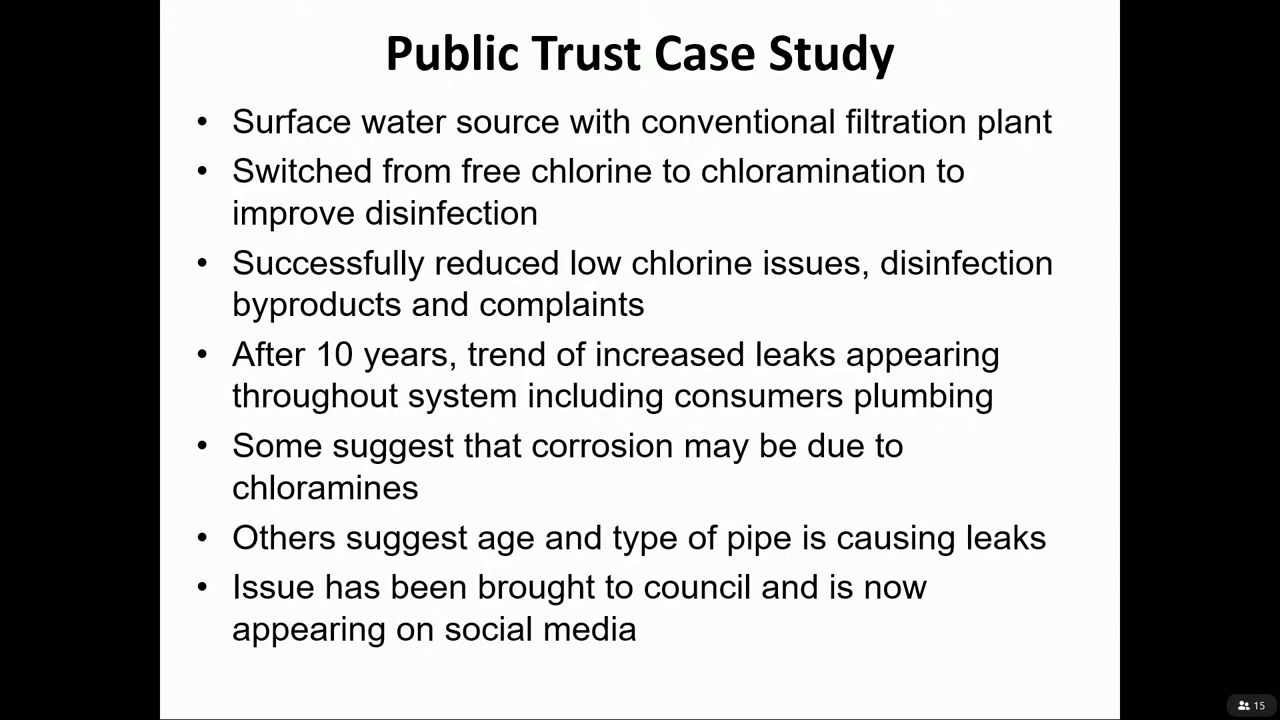 Public Trust Case Study
• Surface water source with conventional filtration plant
• Switched from free chlorine to chloramination to
improve disinfection
• Successfully reduced low chlorine issues, disinfection
byproducts and complaints
• After 10 years, trend of increased leaks appearing
throughout system including consumers plumbing
• Some suggest that corrosion may be due to
chloramines
• Others suggest age and type of pipe is causing leaks
• Issue has been brought to council and is now
appearing on social media
15